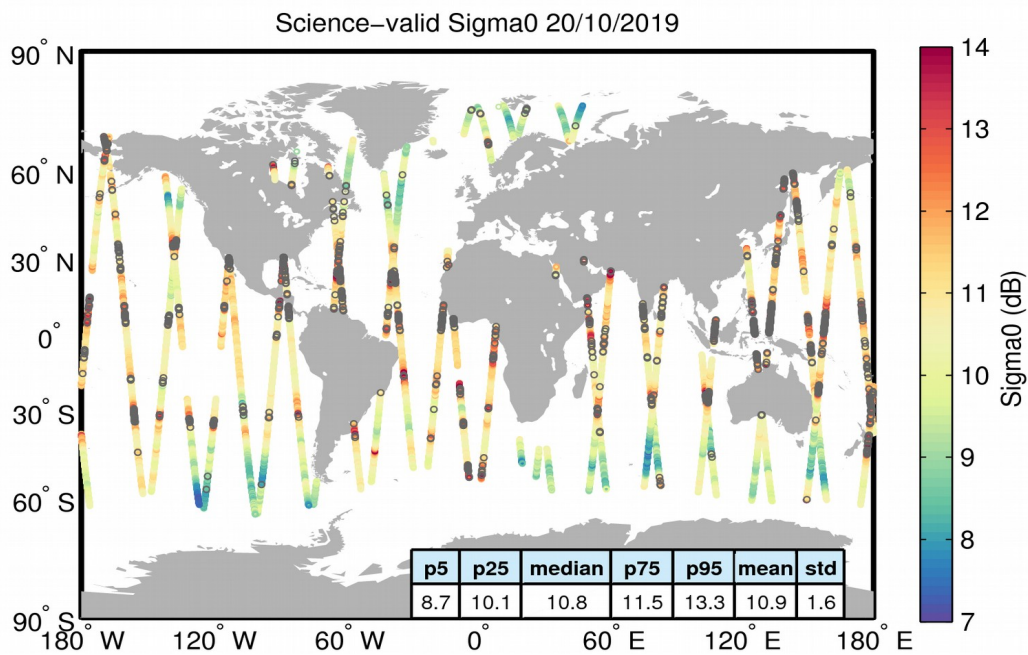 Science−valid Sigma0 20/10/2019
90° N
60° N
30° N
0°
30° S
60° S
90° S
180° W
120° W
60° W
0°
60° E
120° E
180° E
p5 p25 median p75 p95 mean std
8.7 10.1 10.8 11.5 13.3 10.9 1.6
14
13
12
11
10
9
8
7
Sigma0 (dB)